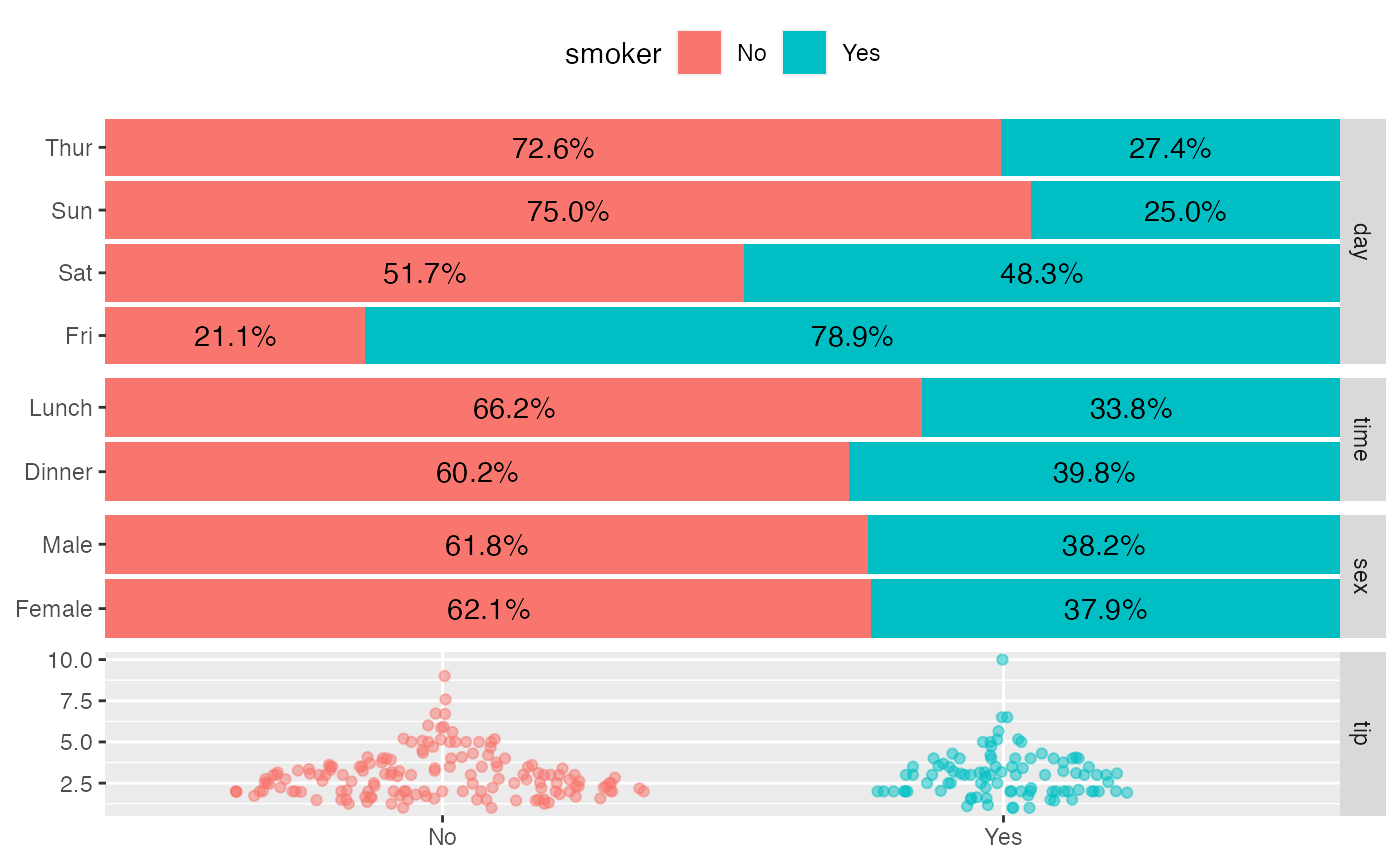 smoker No Yes
Thur 72.6% 27.4%
Sun 75.0% 25.0%
Sat 51.7% 48.3%
Fri 21.1% 78.9%
day
Lunch 66.2% 33.8%
Dinner 60.2% 39.8%
time
Male 61.8% 38.2%
Female 62.1% 37.9%
sex
10.0
7.5
5.0
2.5
tip
No Yes